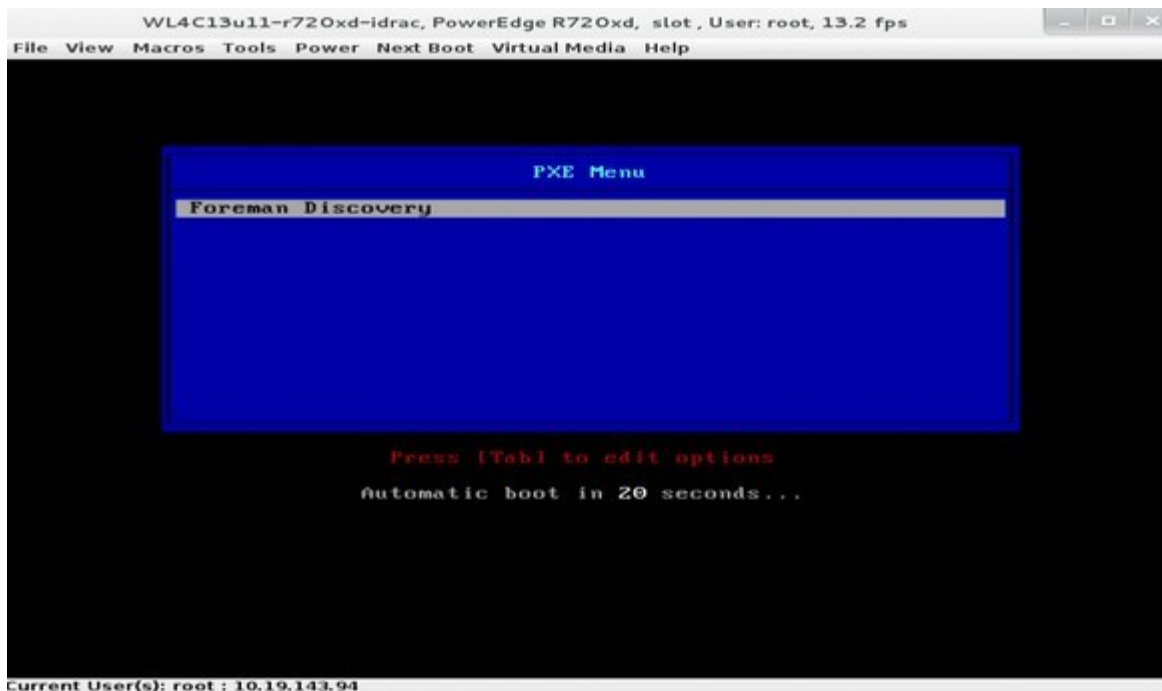 WL4C13u11-r720xd-idrac, PowerEdge R720xd, slot , User: root, 13.2 fps
File View Macros Tools Power Next Boot Virtual Media Help
PXE Menu
Foreman Discovery
Press [Tab] to edit options
Automatic boot in 20 seconds...
Current User(s): root : 10.19.143.94